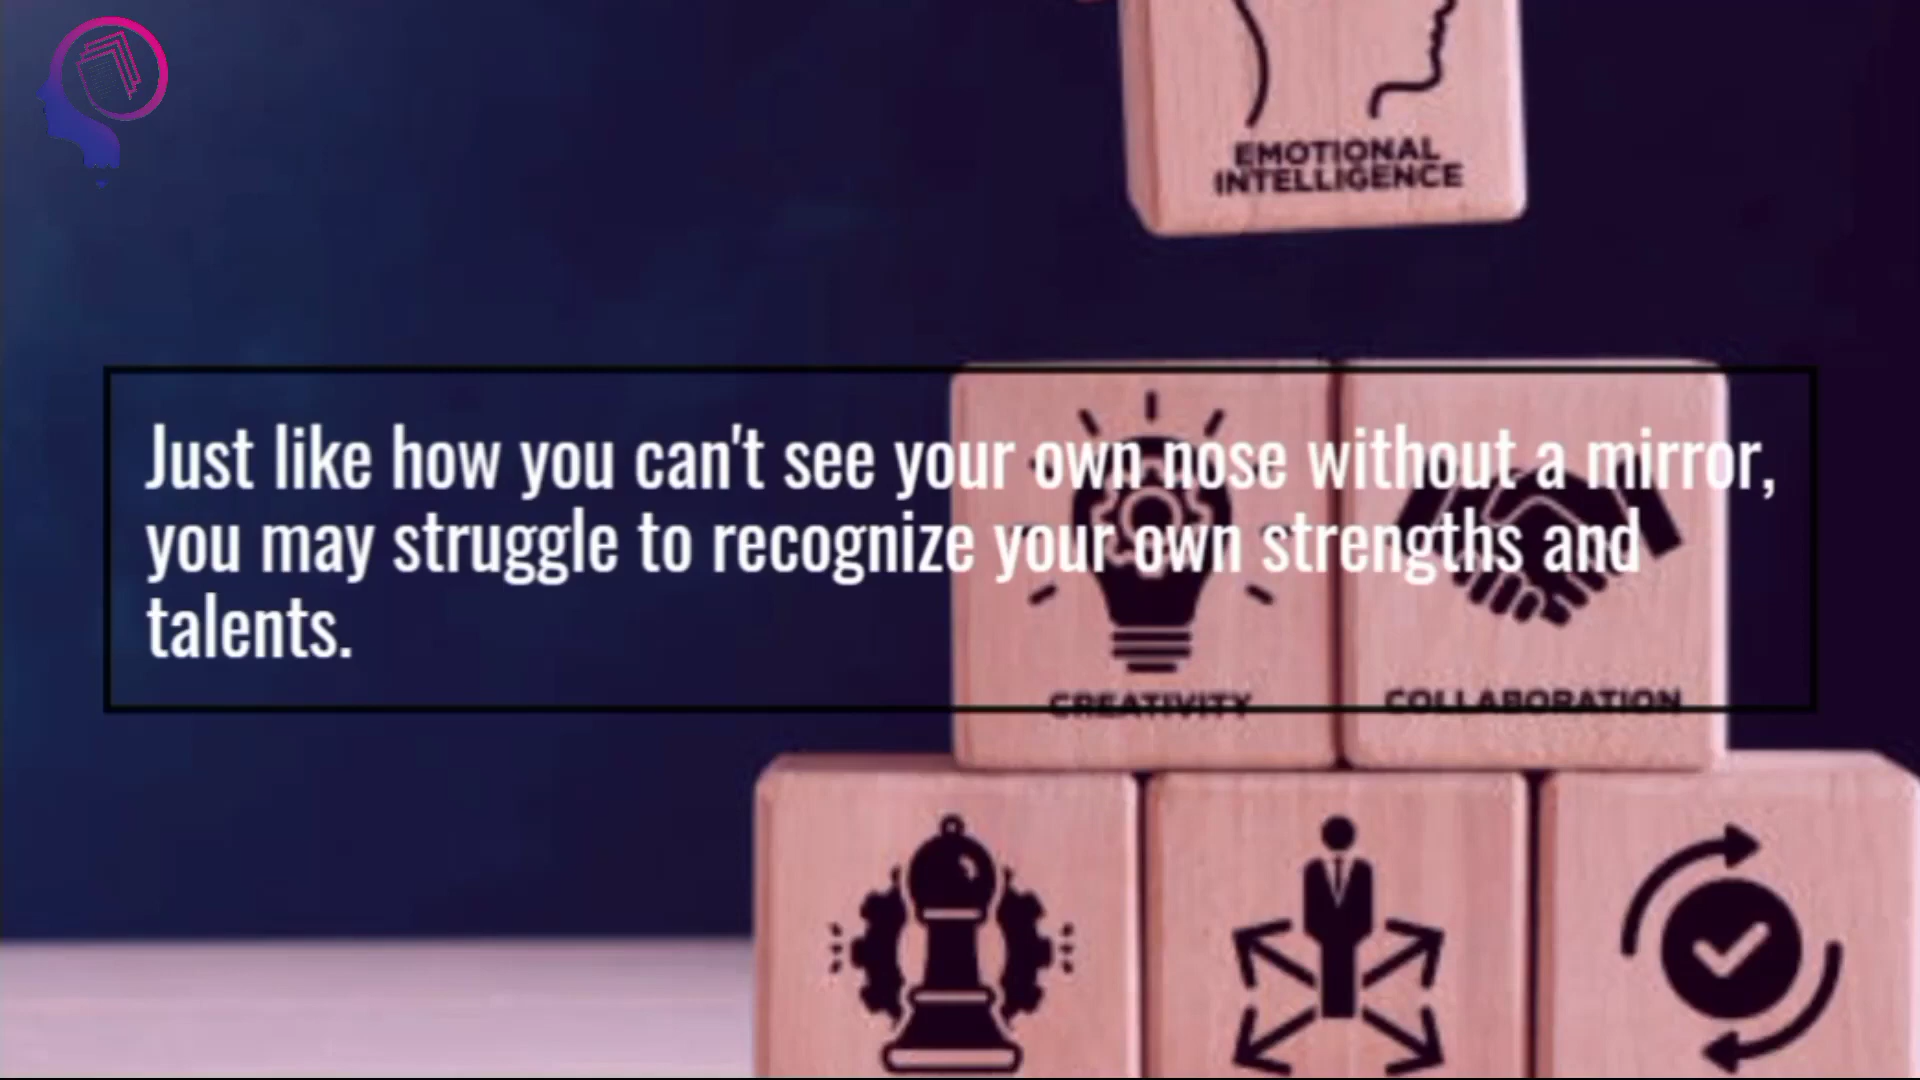 EMOTIONAL
INTELLIGENCE
Just like how you can't see your own nose without a mirror,
you may struggle to recognize your own strengths and
talents.
CREATIVITY
COLLABORATION